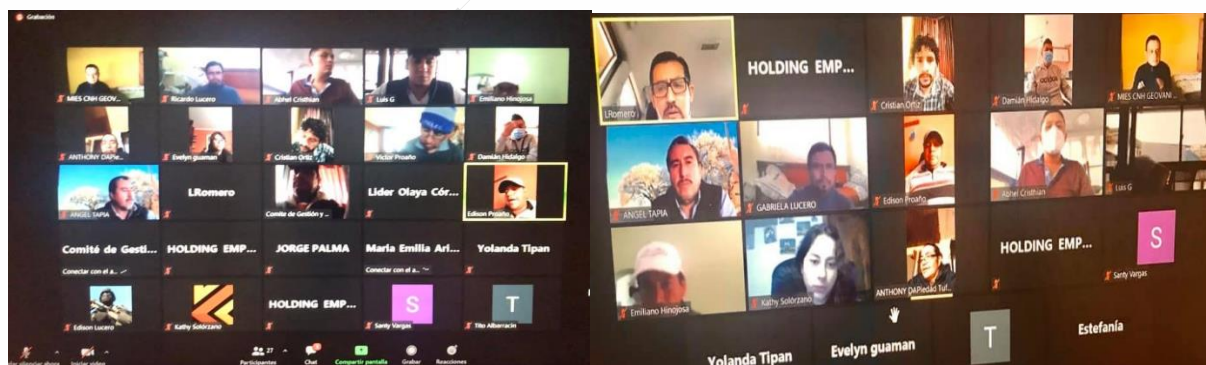 Grabación
MIES CNH GEOV...
Ricardo Lucero
Abhel Cristhian
Luis G
Emiliano Hinojosa
ANTHONY DAPie...
Evelyn guaman
Cristian Ortiz
Victor Proaño
Damián Hidalgo
ANGEL TAPIA
LRomero
Comite de Gestión y ...
Lider Olaya Cór...
Edison Proaño
Comité de Gesti...
HOLDING EMP...
JORGE PALMA
Maria Emilia Ari...
Yolanda Tipan
Conectar con el a...
Conectar con el a...
Edison Lucero
Kathy Solórzano
HOLDING EMP...
S
Santy Vargas
T
Tito Albarracin
ahora
Iniciar video
27
Participantes
Chat
Compartir pantalla
Grabar
Reacciones
LRomero
HOLDING EMP...
Cristian Ortiz
Damián Hidalgo
MIES CNH GEOVANI...
ANGEL TAPIA
GABRIELA LUCERO
Edison Proaño
Abhel Cristhian
Luis G
Emiliano Hinojosa
Kathy Solórzano
ANTHONY DAPiedad Tuf...
HOLDING EMP...
S
Santy Vargas
Yolanda Tipan
Evelyn guaman
T
Estefanía